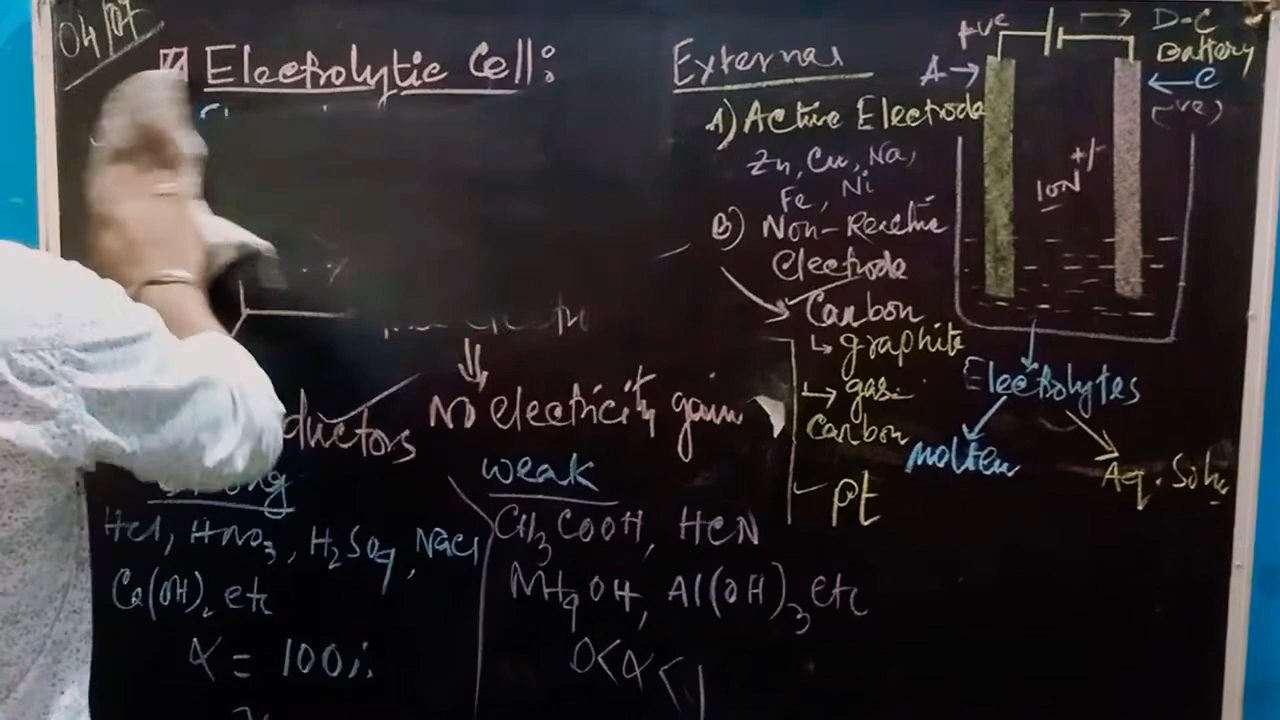 04/07
Electrolytic Cell:
No electricity gain
ductors
Strong
HCl, HNO3, H2SO4, NaCl
Ca(OH)2 etc
α = 100%
weak
CH3COOH, HCN
NH4OH, Al(OH)3 etc
0<α<1
External
A) Active Electrode
Zn, Cu, Na,
Fe, Ni
B) Non-Reactive
Electrode
Carbon
↳ graphite
→ gas
Carbon
Pt
+ve
D.C
Battery
A →
← C
(-ve)
ION +/-
Electrolytes
molten
Aq. Soln